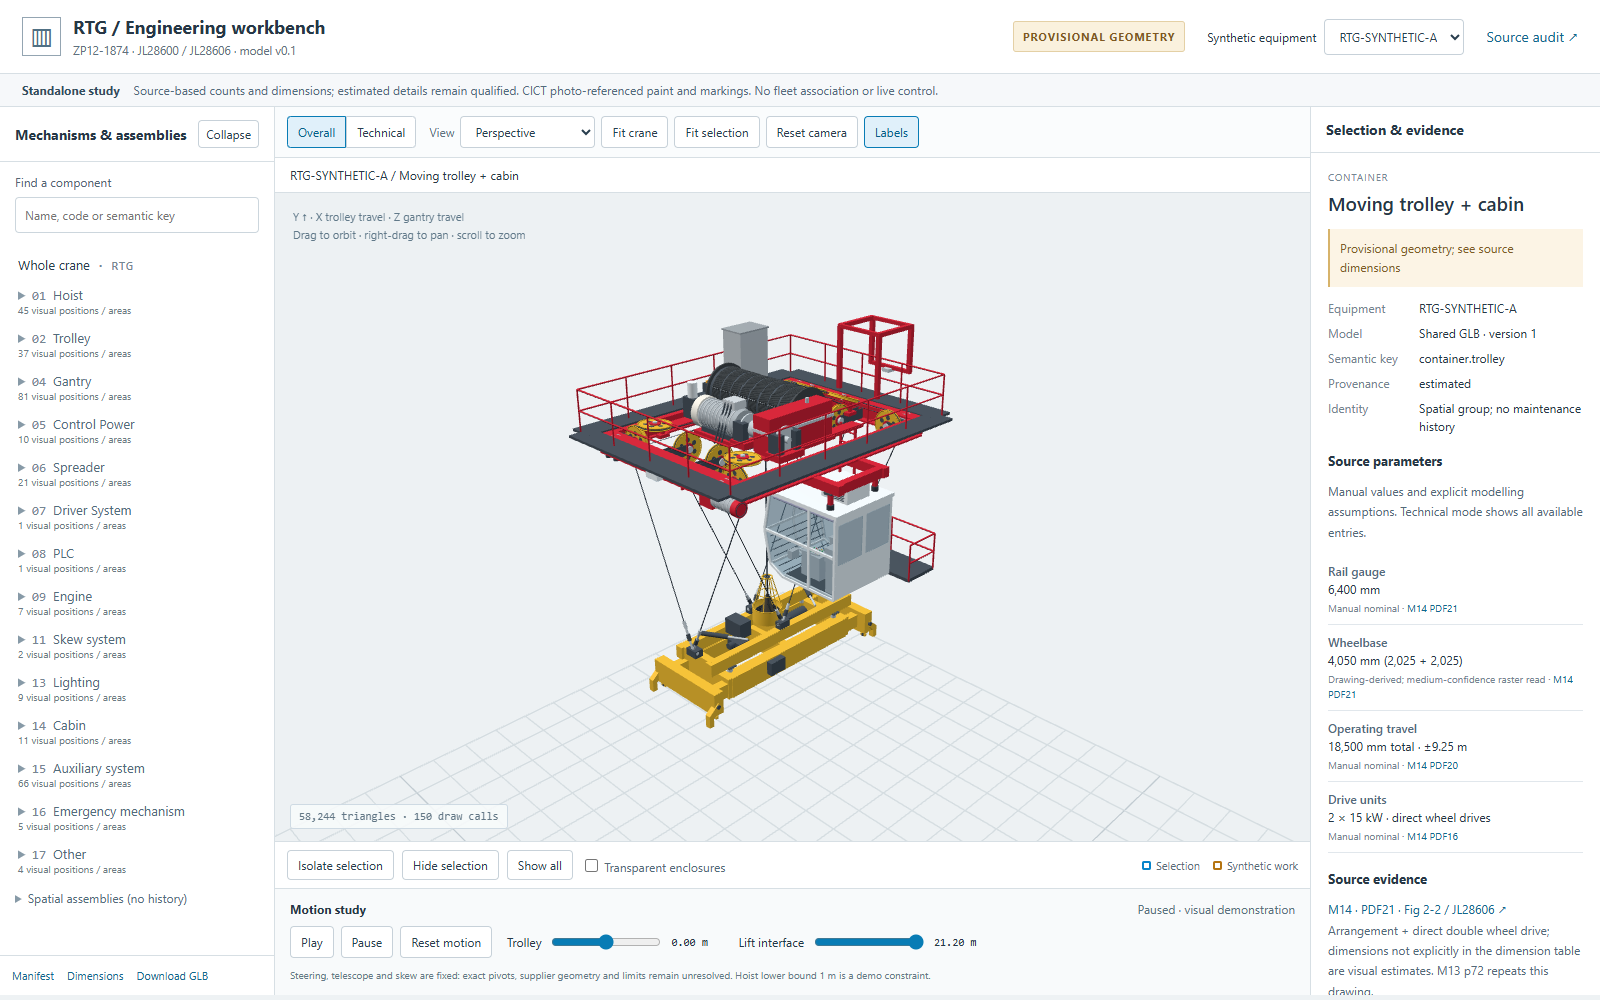 RTG / Engineering workbench
ZP12-1874 · JL28600 / JL28606 · model v0.1
PROVISIONAL GEOMETRY
Synthetic equipment
RTG-SYNTHETIC-A
Source audit ↗
Standalone study Source-based counts and dimensions; estimated details remain qualified. CICT photo-referenced paint and markings. No fleet association or live control.
Mechanisms & assemblies
Collapse
Find a component
Name, code or semantic key
Whole crane · RTG
01 Hoist
45 visual positions / areas
02 Trolley
37 visual positions / areas
04 Gantry
81 visual positions / areas
05 Control Power
10 visual positions / areas
06 Spreader
21 visual positions / areas
07 Driver System
1 visual positions / areas
08 PLC
1 visual positions / areas
09 Engine
7 visual positions / areas
11 Skew system
2 visual positions / areas
13 Lighting
9 visual positions / areas
14 Cabin
11 visual positions / areas
15 Auxiliary system
66 visual positions / areas
16 Emergency mechanism
5 visual positions / areas
17 Other
4 visual positions / areas
Spatial assemblies (no history)
Manifest Dimensions Download GLB
Overall Technical View Perspective Fit crane Fit selection Reset camera Labels
RTG-SYNTHETIC-A / Moving trolley + cabin
Y ↑ · X trolley travel · Z gantry travel
Drag to orbit · right-drag to pan · scroll to zoom
58,244 triangles · 150 draw calls
Isolate selection Hide selection Show all Transparent enclosures
Selection Synthetic work
Motion study
Paused · visual demonstration
Play Pause Reset motion Trolley 0.00 m Lift interface 21.20 m
Steering, telescope and skew are fixed: exact pivots, supplier geometry and limits remain unresolved. Hoist lower bound 1 m is a demo constraint.
Selection & evidence
CONTAINER
Moving trolley + cabin
Provisional geometry; see source
dimensions
Equipment RTG-SYNTHETIC-A
Model Shared GLB · version 1
Semantic key container.trolley
Provenance estimated
Identity Spatial group; no maintenance
history
Source parameters
Manual values and explicit modelling
assumptions. Technical mode shows all available
entries.
Rail gauge
6,400 mm
Manual nominal · M14 PDF21
Wheelbase
4,050 mm (2,025 + 2,025)
Drawing-derived; medium-confidence raster read · M14
PDF21
Operating travel
18,500 mm total · ±9.25 m
Manual nominal · M14 PDF20
Drive units
2 × 15 kW · direct wheel drives
Manual nominal · M14 PDF16
Source evidence
M14 · PDF21 · Fig 2-2 / JL28606 ↗
Arrangement + direct double wheel drive;
dimensions not explicitly in the dimension table
are visual estimates. M13 p72 repeats this
drawing.